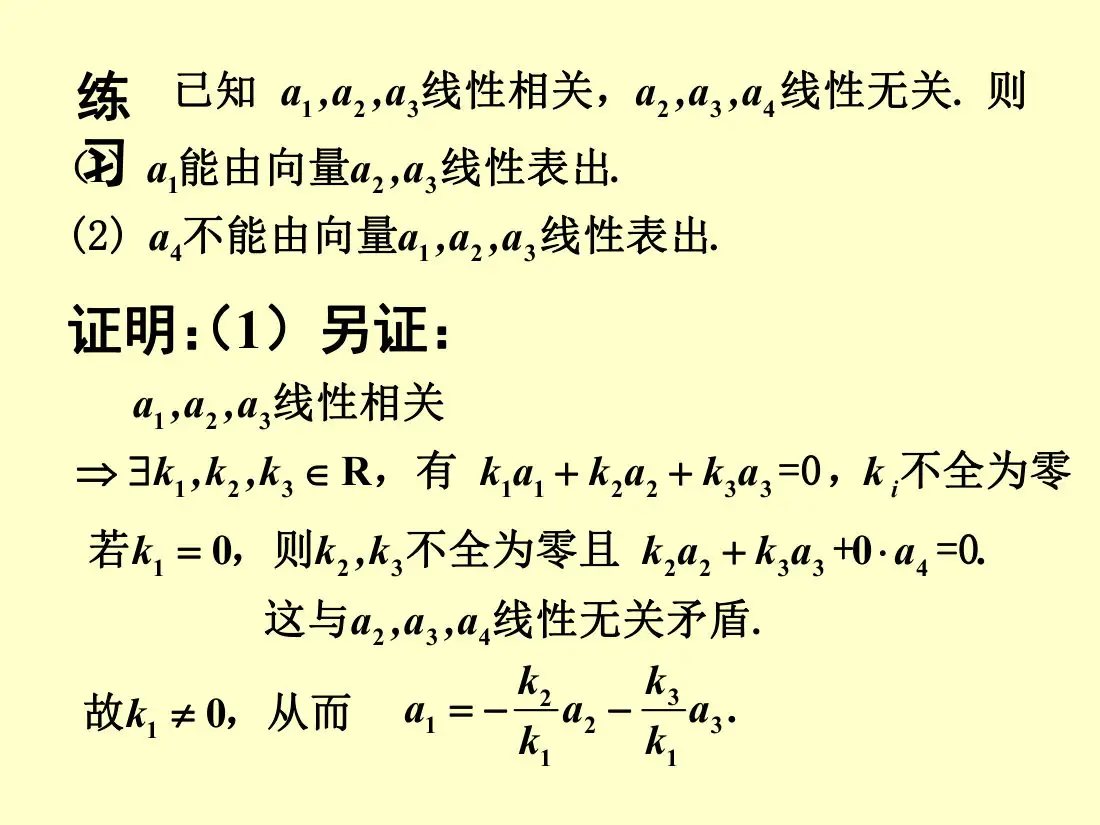 练习 已知 a₁,a₂,a₃线性相关，a₂,a₃,a₄线性无关. 则
(1) a₁能由向量a₂,a₃线性表出.
(2) a₄不能由向量a₁,a₂,a₃线性表出.
证明：（1）另证：
a₁,a₂,a₃线性相关
⇒∃k₁,k₂,k₃∈R，有 k₁a₁+k₂a₂+k₃a₃=0，kᵢ不全为零
若k₁=0，则k₂,k₃不全为零且 k₂a₂+k₃a₃+0·a₄=0.
这与a₂,a₃,a₄线性无关矛盾.
故k₁≠0，从而 a₁=-\frac{k₂}{k₁}a₂-\frac{k₃}{k₁}a₃.